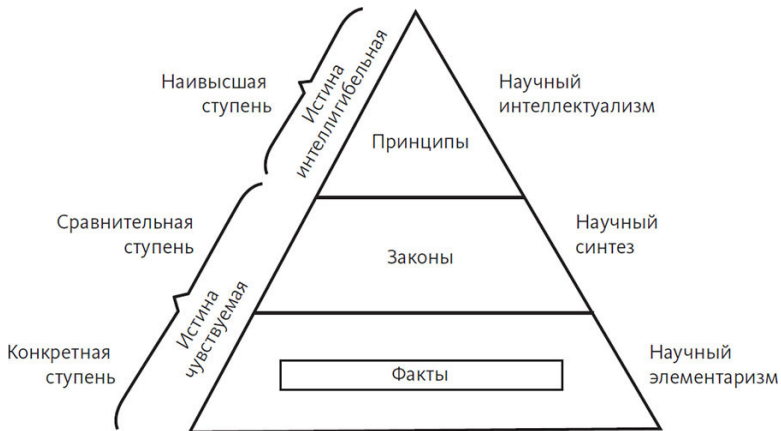 Наивысшая
ступень
Истина
интеллигибельная
Научный
интеллектуализм
Принципы
Сравнительная
ступень
Научный
синтез
Законы
Истина
чувствуемая
Конкретная
ступень
Факты
Научный
элементаризм